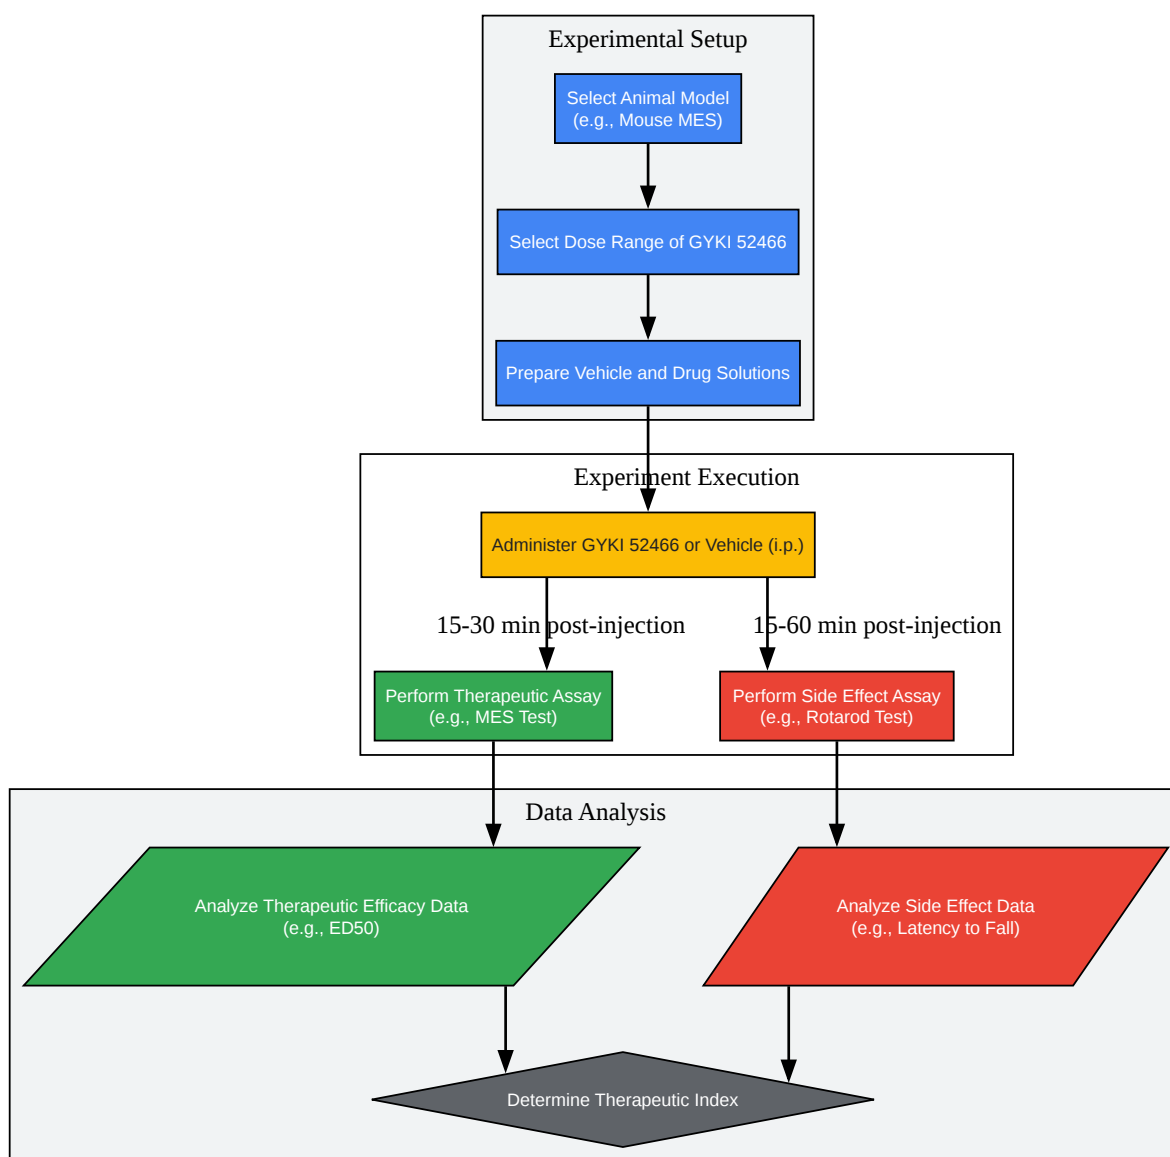 Experimental Setup
Select Animal Model
(e.g., Mouse MES)
Select Dose Range of GYKI 52466
Prepare Vehicle and Drug Solutions
Experiment Execution
Administer GYKI 52466 or Vehicle (i.p.)
15-30 min post-injection
15-60 min post-injection
Perform Therapeutic Assay
(e.g., MES Test)
Perform Side Effect Assay
(e.g., Rotarod Test)
Data Analysis
Analyze Therapeutic Efficacy Data
(e.g., ED50)
Analyze Side Effect Data
(e.g., Latency to Fall)
Determine Therapeutic Index